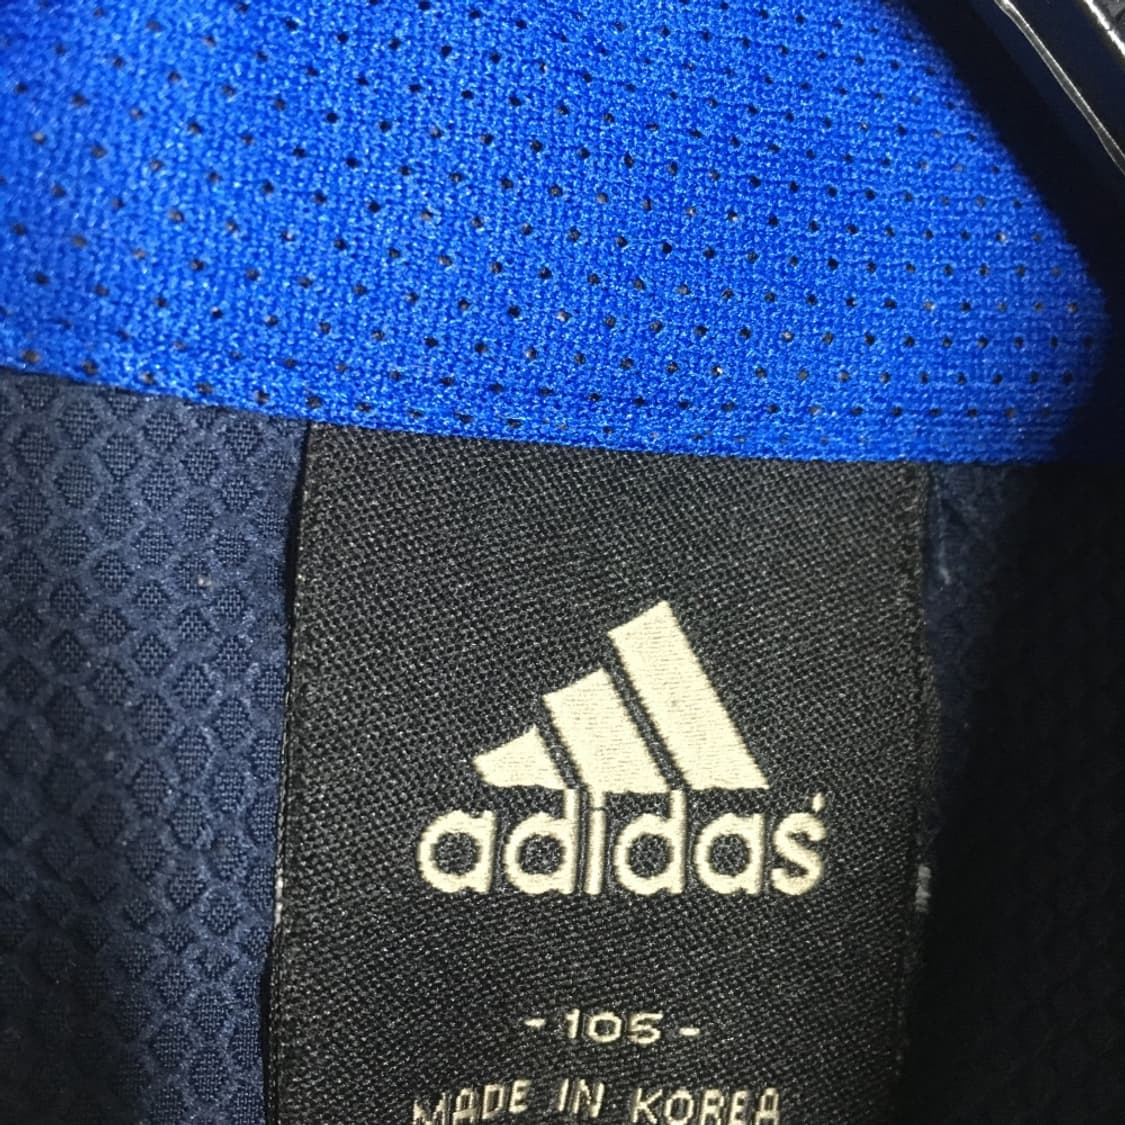 adidas
- 105 -
MADE IN KOREA